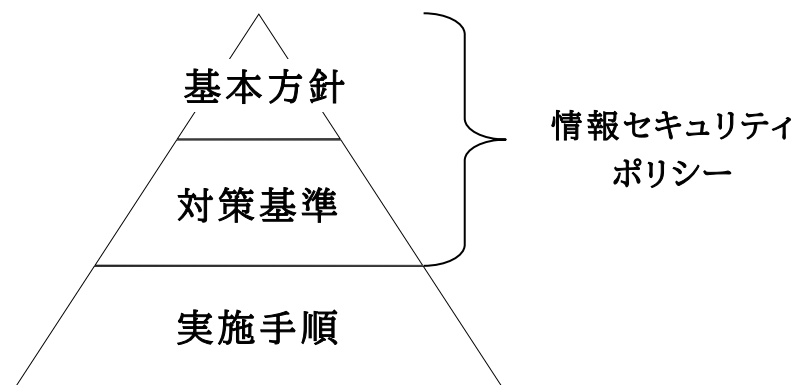 基本方針
対策基準
実施手順
情報セキュリティ
ポリシー